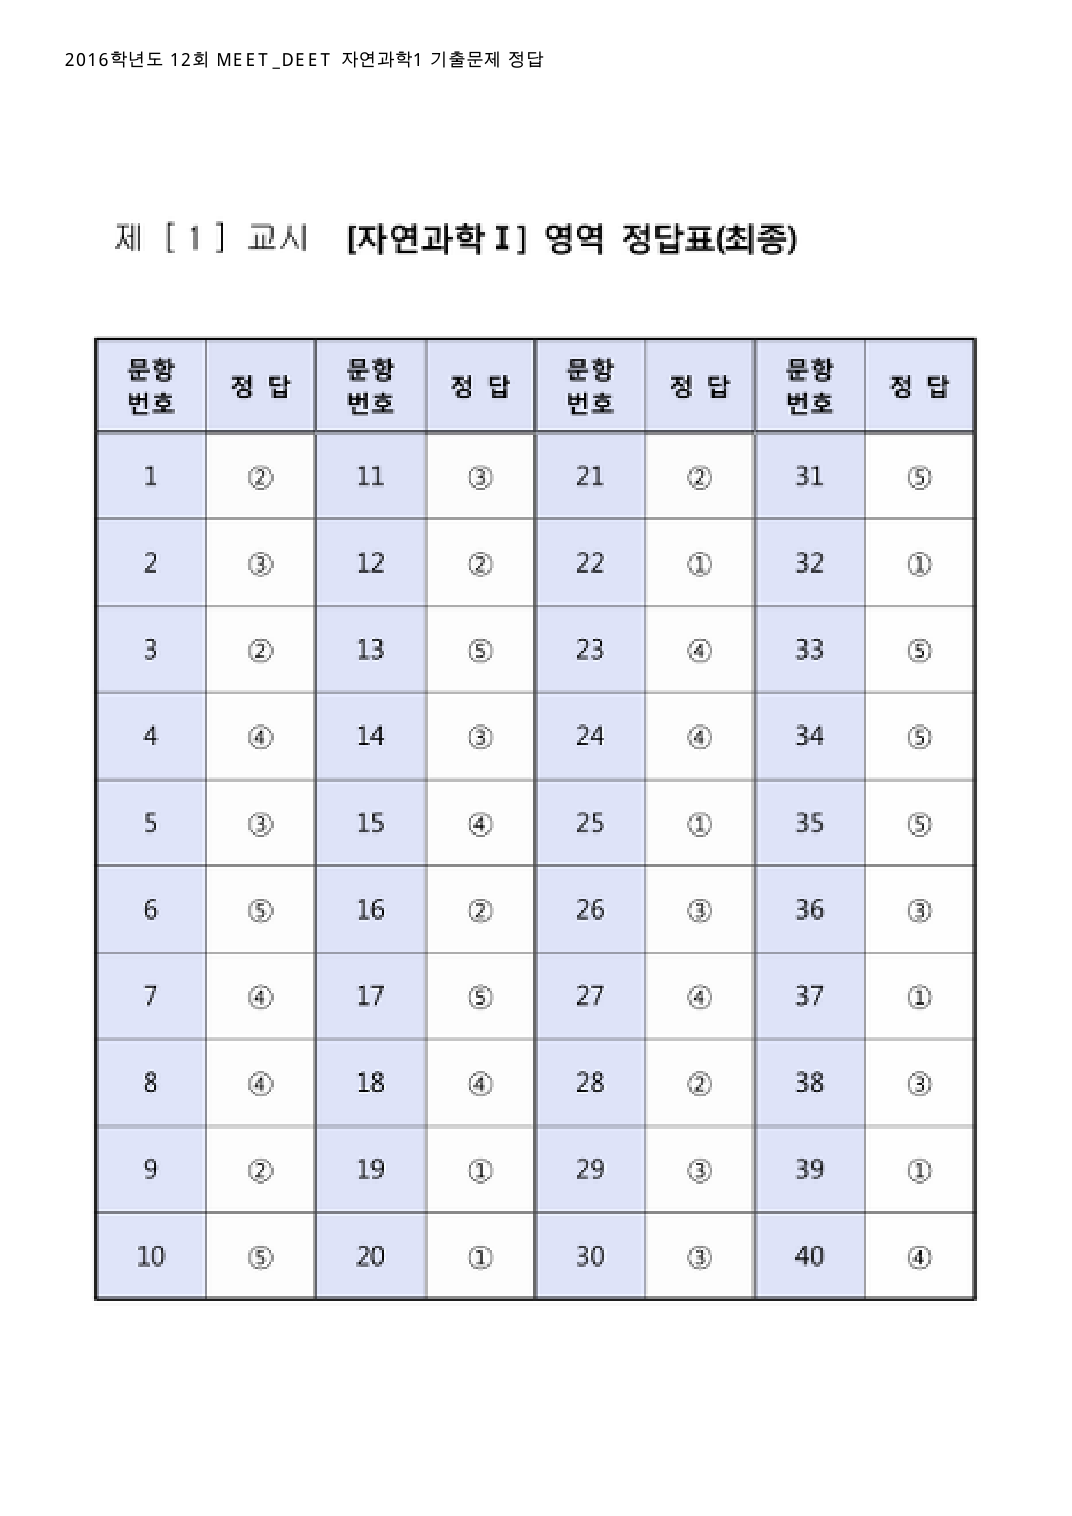 2016학년도 12회 MEET_DEET 자연과학1 기출문제 정답
제 [ 1 ] 교시 [자연과학 I ] 영역 정답표(최종)
문항 번호 정 답 문항 번호 정 답 문항 번호 정 답 문항 번호 정 답
1 ② 11 ③ 21 ② 31 ⑤
2 ③ 12 ② 22 ① 32 ①
3 ② 13 ⑤ 23 ④ 33 ⑤
4 ④ 14 ③ 24 ④ 34 ⑤
5 ③ 15 ④ 25 ① 35 ⑤
6 ⑤ 16 ② 26 ③ 36 ③
7 ④ 17 ⑤ 27 ④ 37 ①
8 ④ 18 ④ 28 ② 38 ③
9 ② 19 ① 29 ③ 39 ①
10 ⑤ 20 ① 30 ③ 40 ④